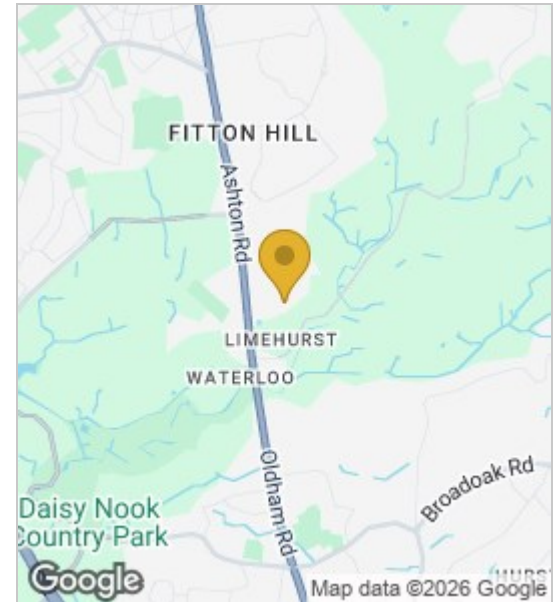 FITTON HILL
Ashton Rd
LIMEHURST
WATERLOO
Oldham Rd
Broadoak Rd
Daisy Nook
Country Park
HURS
Google
Map data ©2026 Google